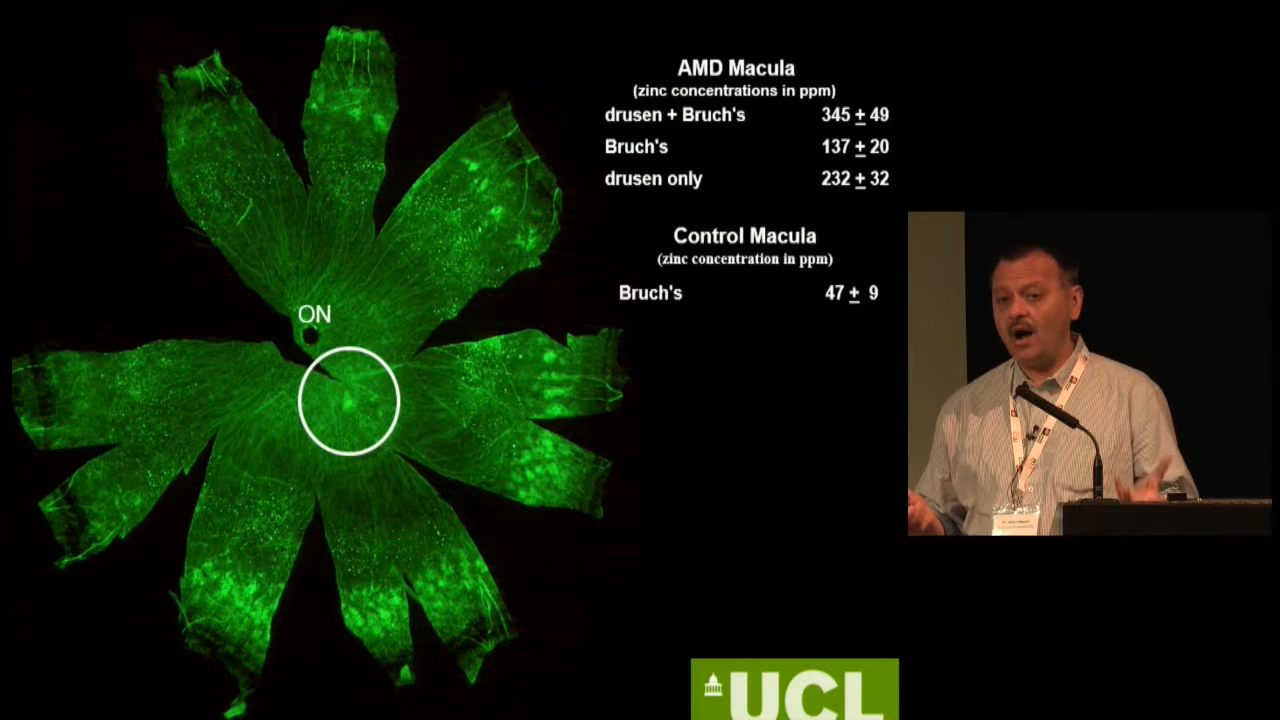 ON
AMD Macula
(zinc concentrations in ppm)
drusen + Bruch's 345 ± 49
Bruch's 137 ± 20
drusen only 232 ± 32
Control Macula
(zinc concentration in ppm)
Bruch's 47 ± 9
UCL